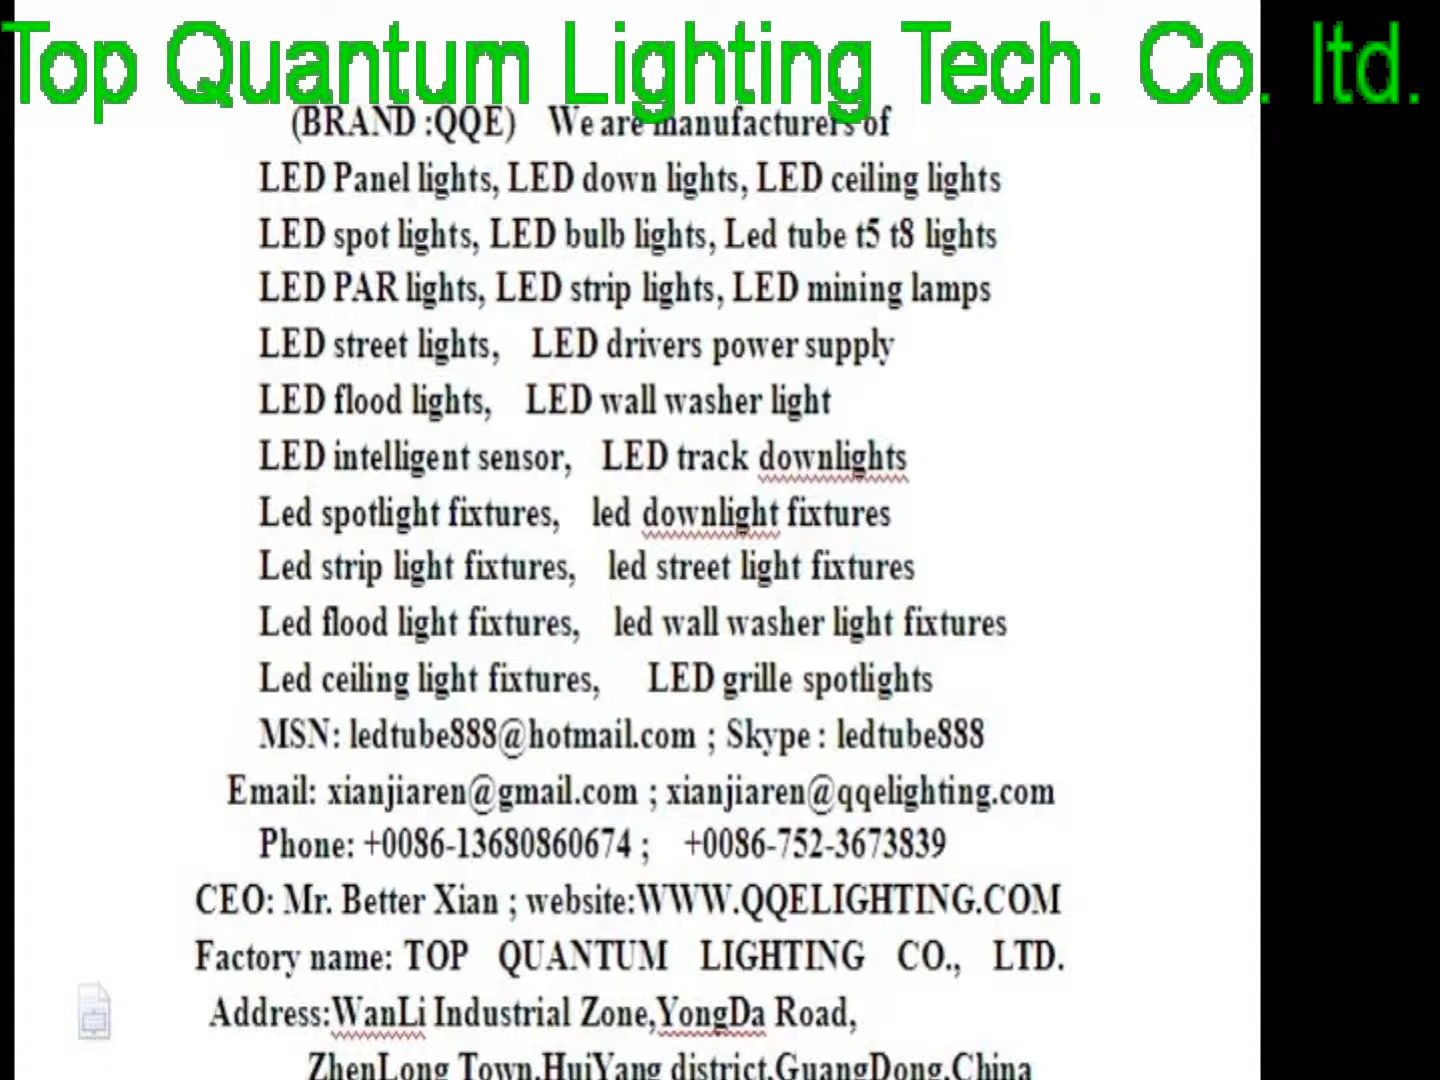 Top Quantum Lighting Tech. Co. ltd.
(BRAND :QQE) We are manufacturers of
LED Panel lights, LED down lights, LED ceiling lights
LED spot lights, LED bulb lights, Led tube t5 t8 lights
LED PAR lights, LED strip lights, LED mining lamps
LED street lights, LED drivers power supply
LED flood lights, LED wall washer light
LED intelligent sensor, LED track downlights
Led spotlight fixtures, led downlight fixtures
Led strip light fixtures, led street light fixtures
Led flood light fixtures, led wall washer light fixtures
Led ceiling light fixtures, LED grille spotlights
MSN: ledtube888@hotmail.com ; Skype : ledtube888
Email: xianjiaren@gmail.com ; xianjiaren@qqelighting.com
Phone: +0086-13680860674 ; +0086-752-3673839
CEO: Mr. Better Xian ; website:WWW.QQELIGHTING.COM
Factory name: TOP QUANTUM LIGHTING CO., LTD.
Address:WanLi Industrial Zone,YongDa Road,
ZhenLong Town,HuiYang district,GuangDong,China